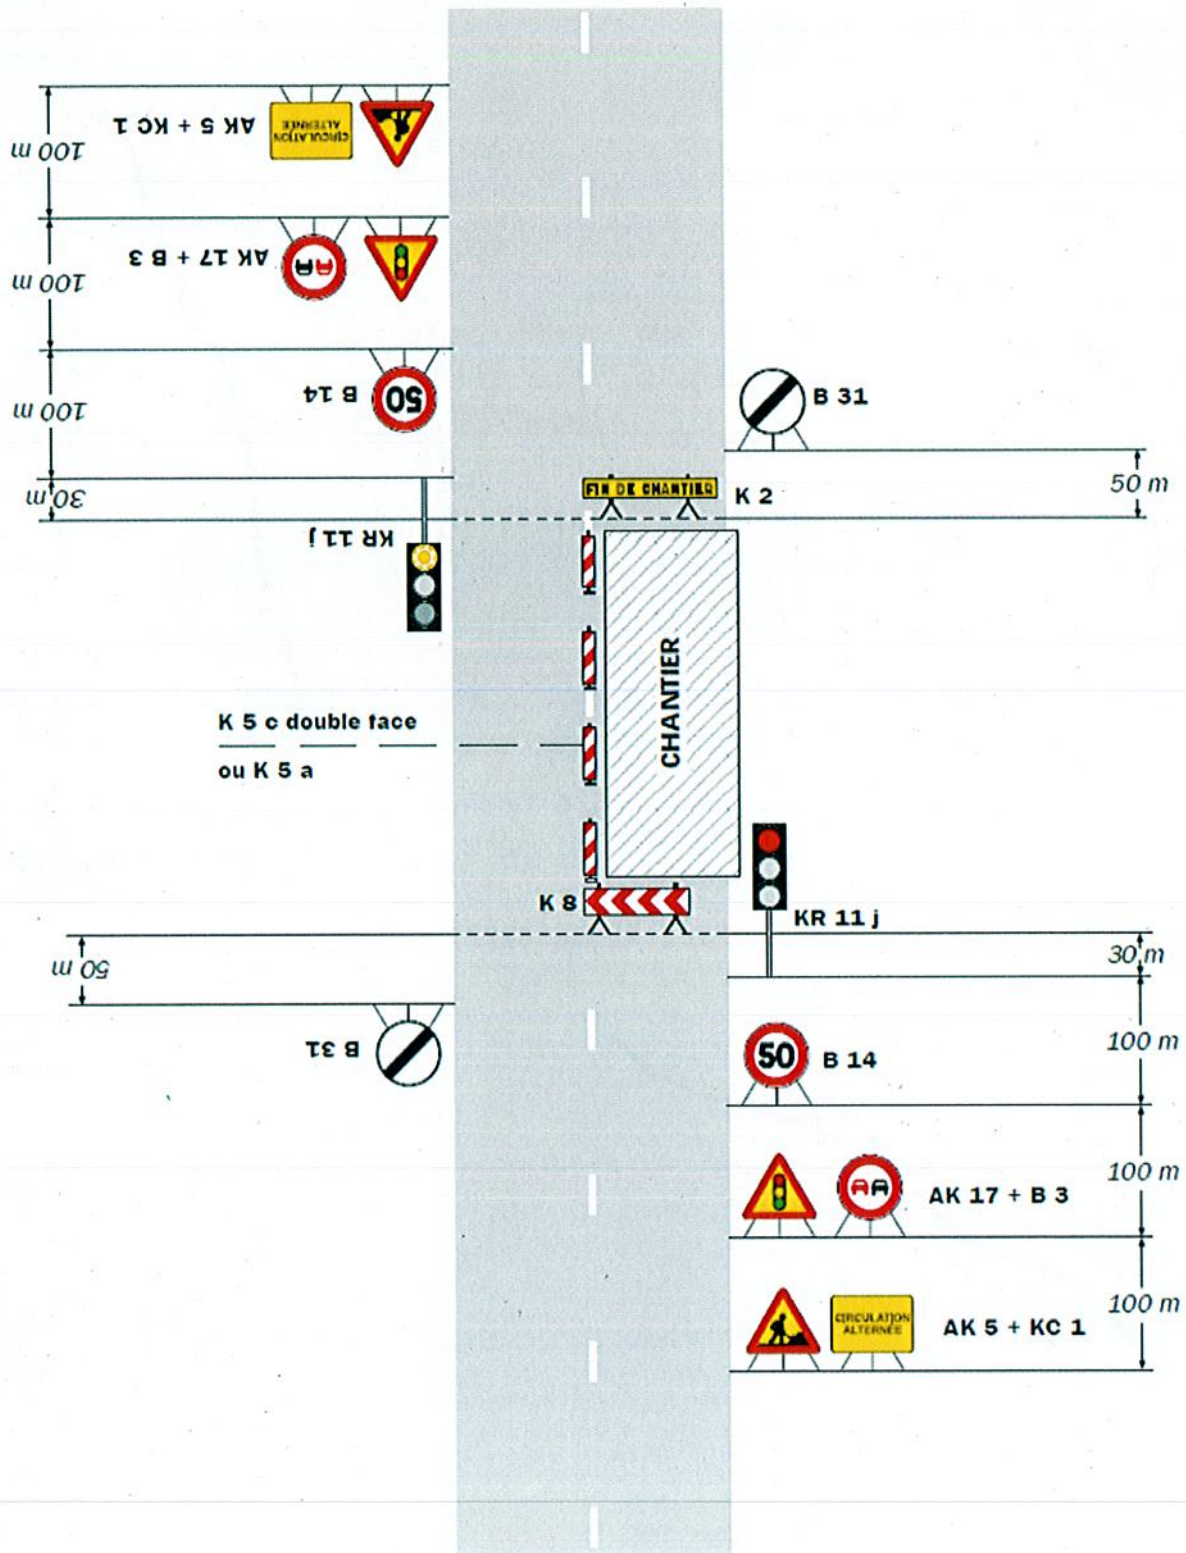 AK 5 + KC 1
CIRCULATION
ALTERNÉE
100 m
AK 17 + B 3
100 m
B 14
50
100 m
30 m
KR 11 j
B 31
50 m
FIN DE CHANTIER
K 2
CHANTIER
K 5 c double face
ou K 5 a
K 8
KR 11 j
30 m
50 m
B 31
50
B 14
100 m
AK 17 + B 3
100 m
CIRCULATION
ALTERNÉE
AK 5 + KC 1
100 m